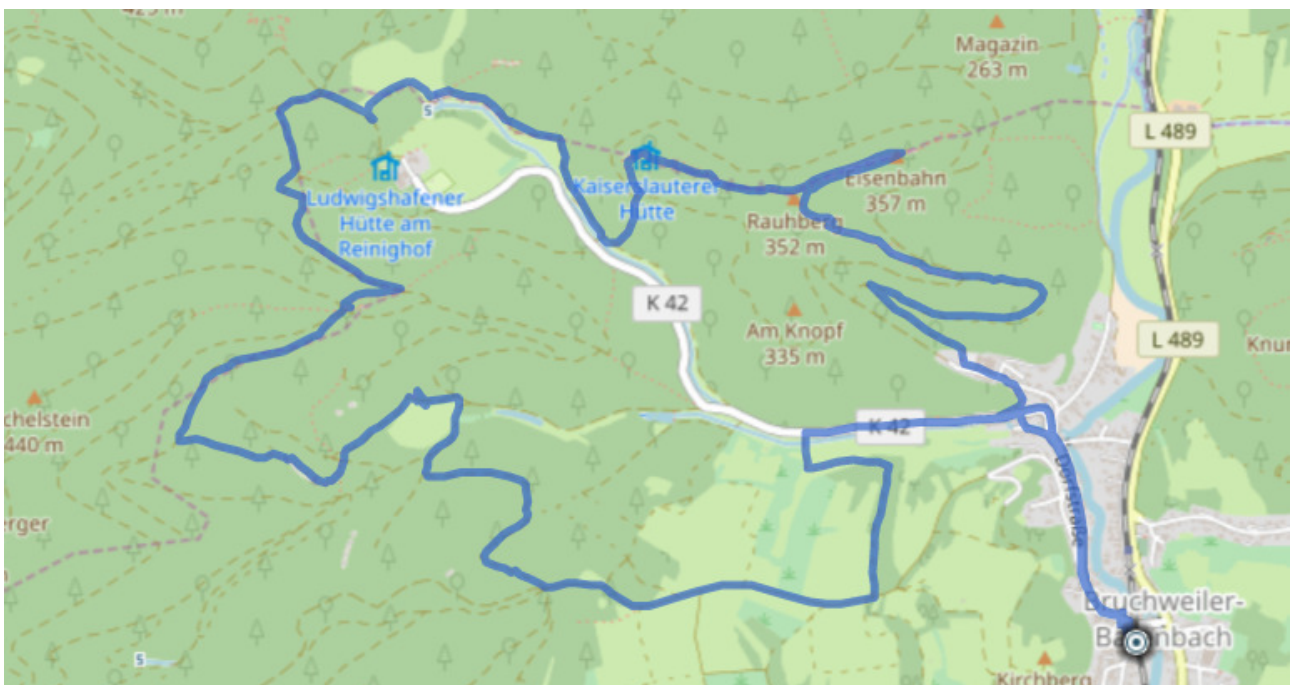 Magazin
263 m
L 489
Eisenbahn
357 m
Kaiserslauterer
Hütte
Ludwigshafener
Hütte am
Reinighof
Rauhberg
352 m
K 42
Am Knopf
335 m
L 489
440 m
K 42
Dorfstraße
Bruchweiler-
Kirchberg
S
S